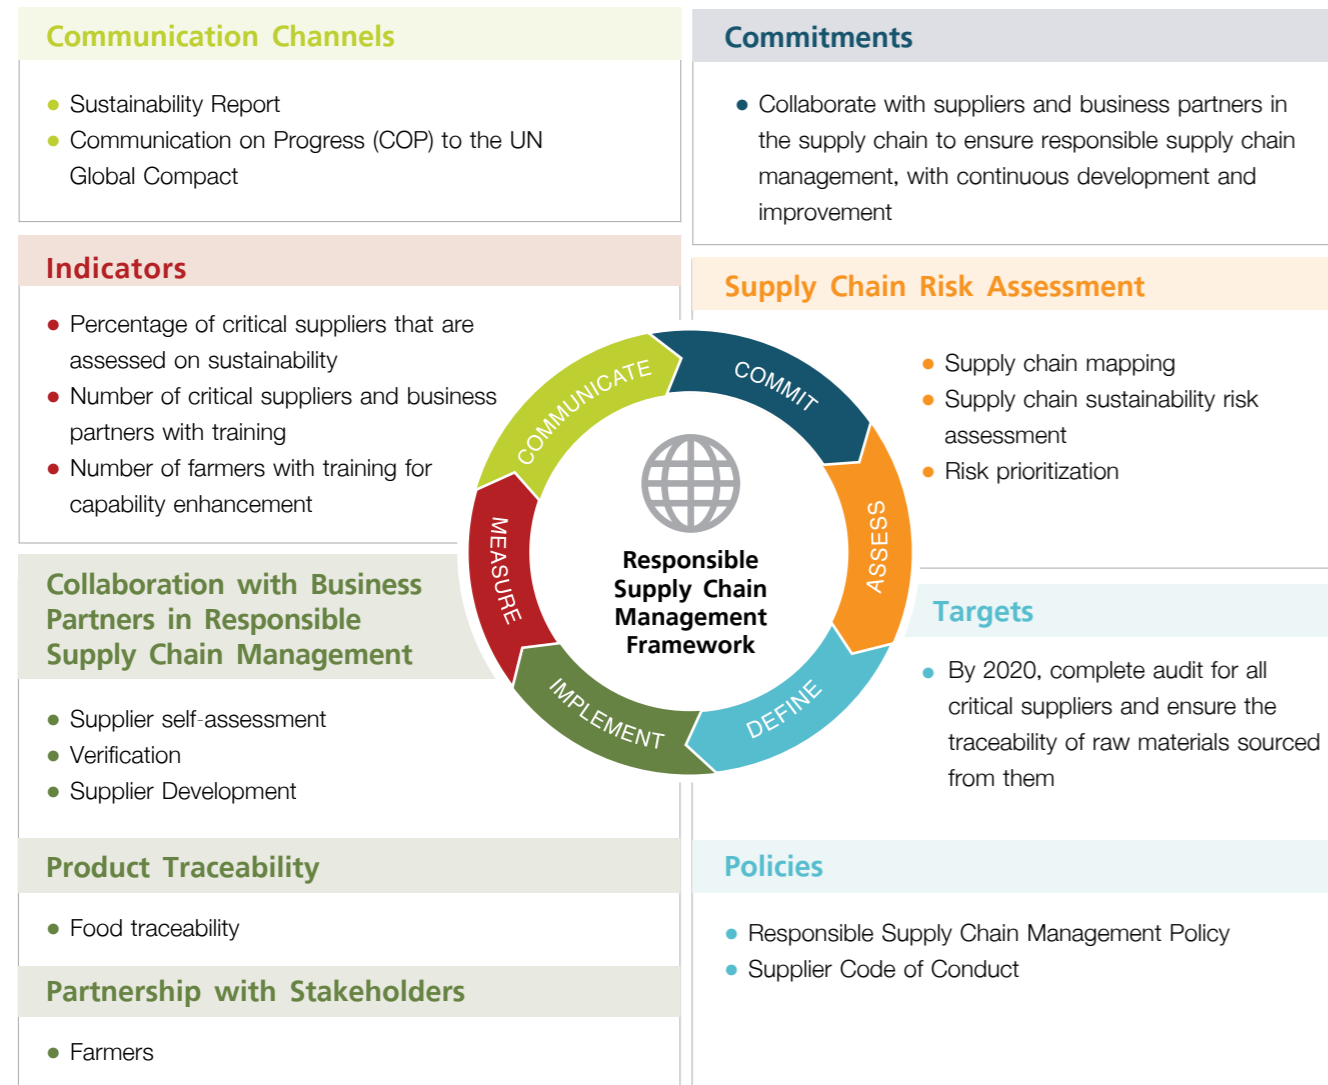 Communication Channels
• Sustainability Report
• Communication on Progress (COP) to the UN
Global Compact
Commitments
• Collaborate with suppliers and business partners in
the supply chain to ensure responsible supply chain
management, with continuous development and
improvement
Indicators
• Percentage of critical suppliers that are
assessed on sustainability
• Number of critical suppliers and business
partners with training
• Number of farmers with training for
capability enhancement
Supply Chain Risk Assessment
• Supply chain mapping
• Supply chain sustainability risk
assessment
• Risk prioritization
COMMUNICATE
COMMIT
ASSESS
DEFINE
IMPLEMENT
MEASURE
Responsible
Supply Chain
Management
Framework
Collaboration with Business
Partners in Responsible
Supply Chain Management
• Supplier self-assessment
• Verification
• Supplier Development
Targets
• By 2020, complete audit for all
critical suppliers and ensure the
traceability of raw materials sourced
from them
Product Traceability
• Food traceability
Policies
• Responsible Supply Chain Management Policy
• Supplier Code of Conduct
Partnership with Stakeholders
• Farmers